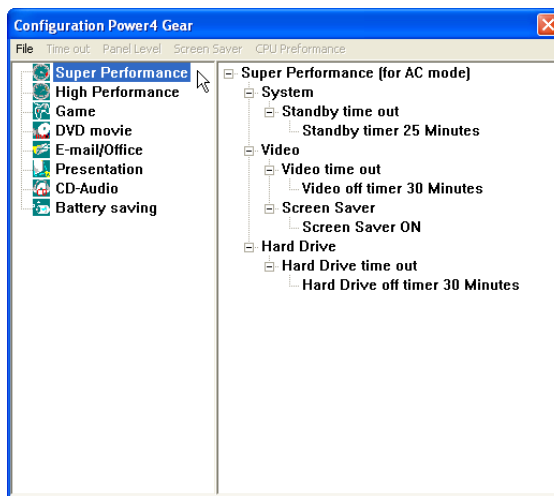 Configuration Power4 Gear
File Time out Panel Level Screen Saver CPU Preformance
Super Performance
High Performance
Game
DVD movie
E-mail/Office
Presentation
CD-Audio
Battery saving
Super Performance (for AC mode)
System
Standby time out
Standby timer 25 Minutes
Video
Video time out
Video off timer 30 Minutes
Screen Saver
Screen Saver ON
Hard Drive
Hard Drive time out
Hard Drive off timer 30 Minutes